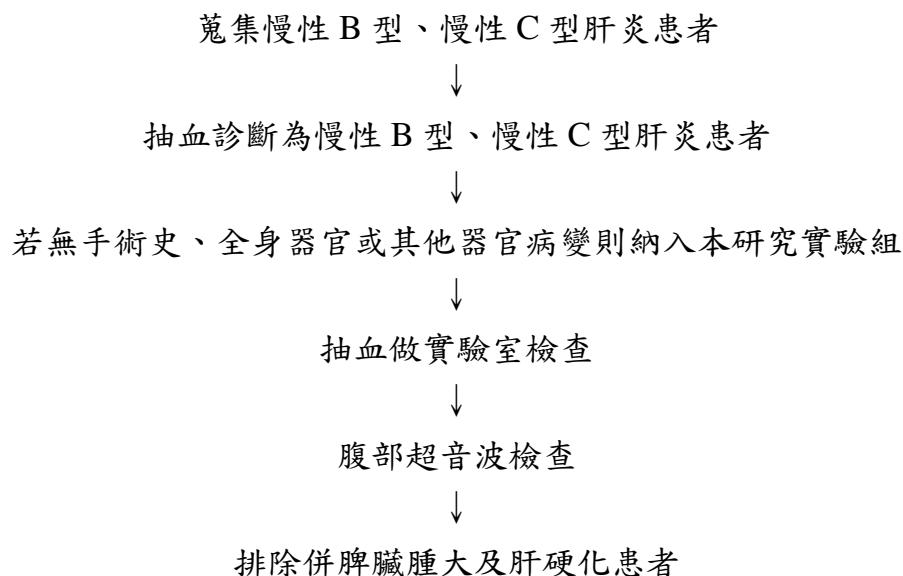 蒐集慢性 B 型、慢性 C 型肝炎患者
↓
抽血診斷為慢性 B 型、慢性 C 型肝炎患者
↓
若無手術史、全身器官或其他器官病變則納入本研究實驗組
↓
抽血做實驗室檢查
↓
腹部超音波檢查
↓
排除併脾臟腫大及肝硬化患者